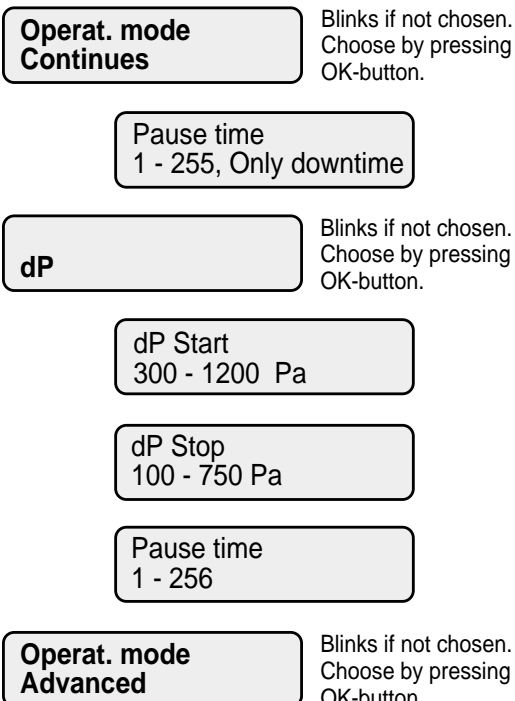 Operat. mode
Continues
Blinks if not chosen.
Choose by pressing
OK-button.
Pause time
1 - 255, Only downtime
dP
Blinks if not chosen.
Choose by pressing
OK-button.
dP Start
300 - 1200 Pa
dP Stop
100 - 750 Pa
Pause time
1 - 256
Operat. mode
Advanced
Blinks if not chosen.
Choose by pressing
OK-button